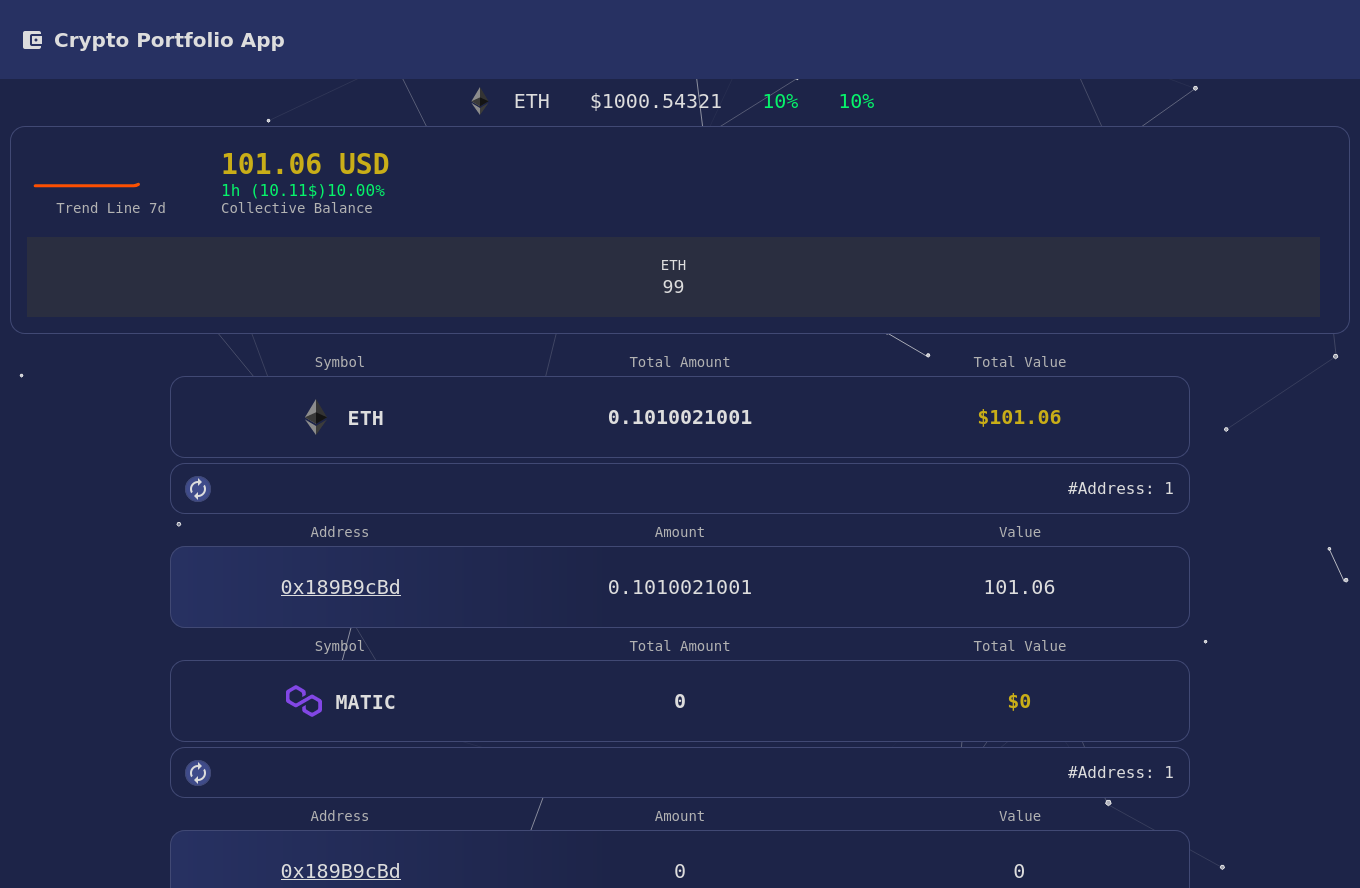 Crypto Portfolio App
ETH $1000.54321 10% 10%
101.06 USD
1h (10.11$)10.00%
Trend Line 7d Collective Balance
ETH
99
Symbol Total Amount Total Value
ETH 0.1010021001 $101.06
#Address: 1
Address Amount Value
0x189B9cBd 0.1010021001 101.06
Symbol Total Amount Total Value
MATIC 0 $0
#Address: 1
Address Amount Value
0x189B9cBd 0 0